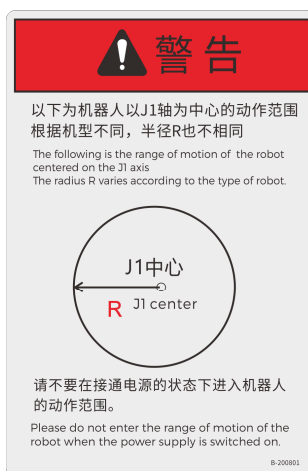 警告
以下为机器人以J1轴为中心的动作范围
根据机型不同，半径R也不相同
The following is the range of motion of the robot
centered on the J1 axis
The radius R varies according to the type of robot.
J1中心
R J1 center
请不要在接通电源的状态下进入机器人
的动作范围。
Please do not enter the range of motion of the
robot when the power supply is switched on.
B-200801